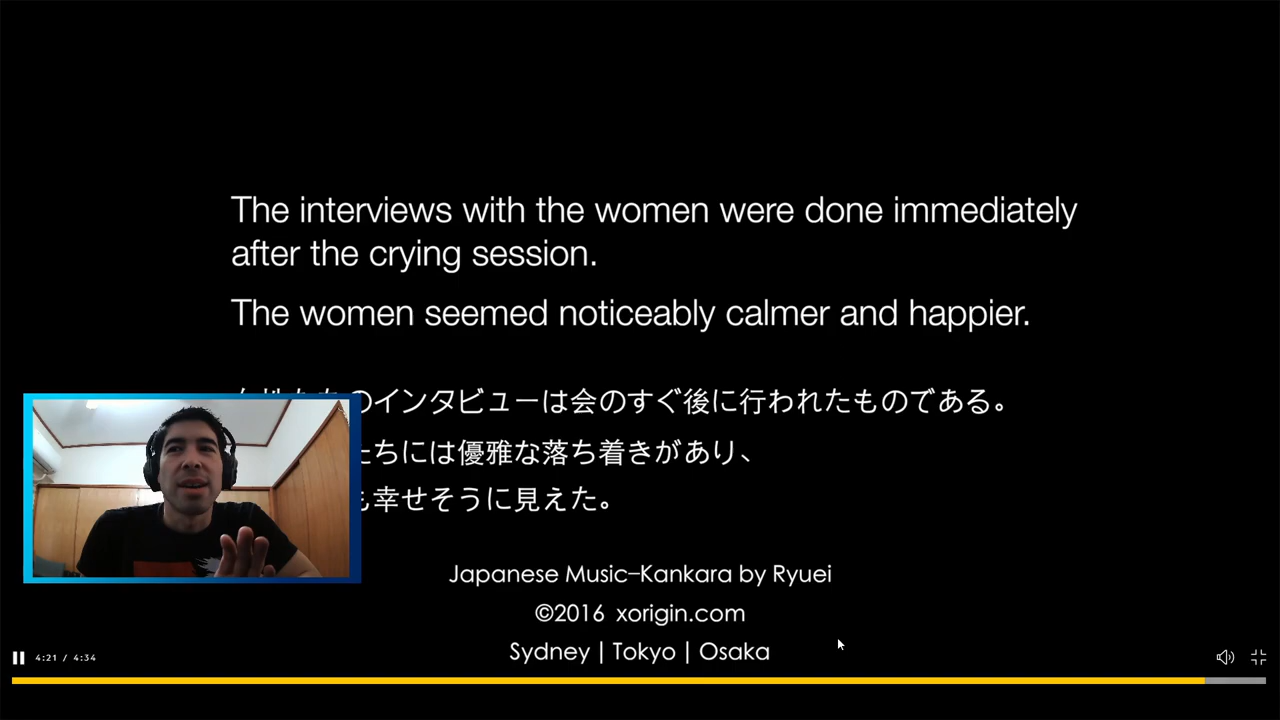 The interviews with the women were done immediately
after the crying session.
The women seemed noticeably calmer and happier.
のインタビューは会のすぐ後に行われたものである。
ちには優雅な落ち着きがあり、
幸せそうに見えた。
Japanese Music–Kankara by Ryuei
©2016 xorigin.com
Sydney | Tokyo | Osaka
4:21 / 4:34